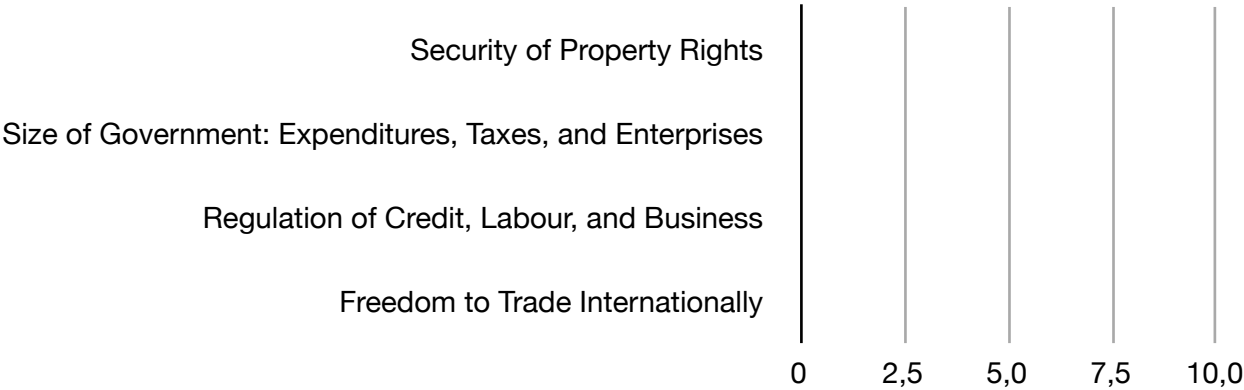 Security of Property Rights
Size of Government: Expenditures, Taxes, and Enterprises
Regulation of Credit, Labour, and Business
Freedom to Trade Internationally
0 2,5 5,0 7,5 10,0